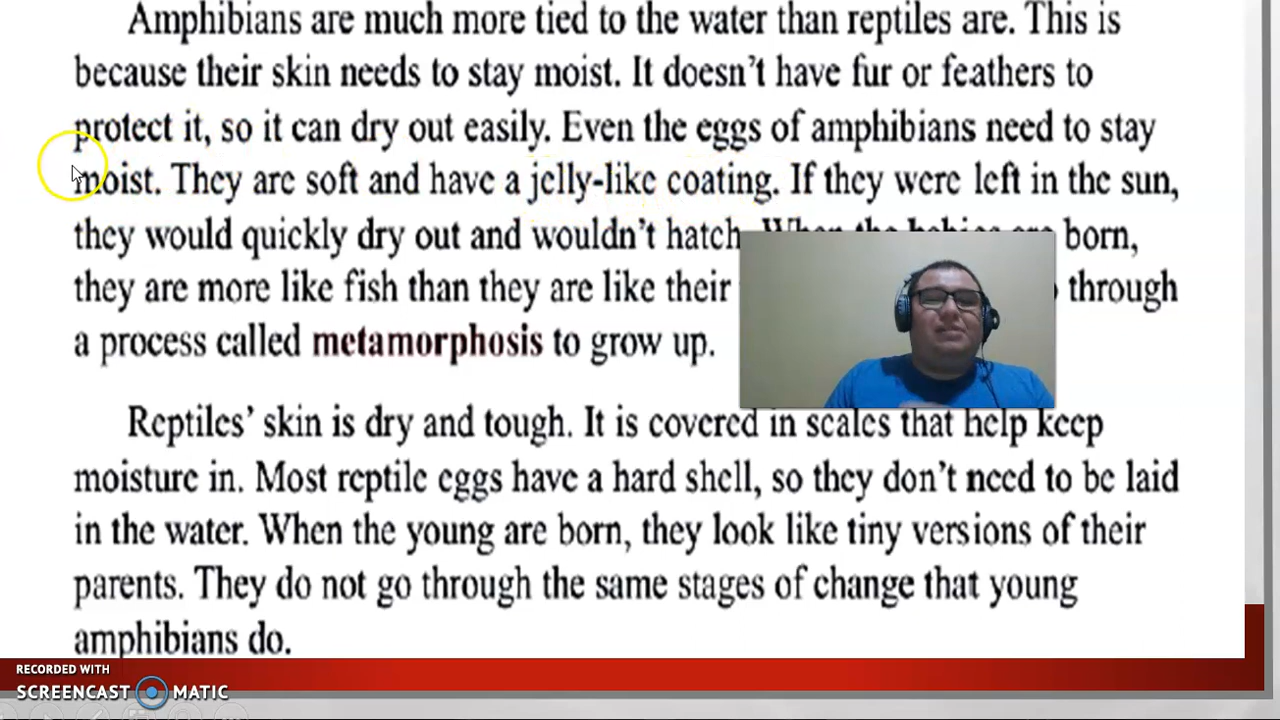 Amphibians are much more tied to the water than reptiles are. This is
because their skin needs to stay moist. It doesn't have fur or feathers to
protect it, so it can dry out easily. Even the eggs of amphibians need to stay
moist. They are soft and have a jelly-like coating. If they were left in the sun,
they would quickly dry out and wouldn't hatch. When the babies are born,
they are more like fish than they are like their through
a process called metamorphosis to grow up.
Reptiles' skin is dry and tough. It is covered in scales that help keep
moisture in. Most reptile eggs have a hard shell, so they don't need to be laid
in the water. When the young are born, they look like tiny versions of their
parents. They do not go through the same stages of change that young
amphibians do.
RECORDED WITH
SCREENCAST MATIC